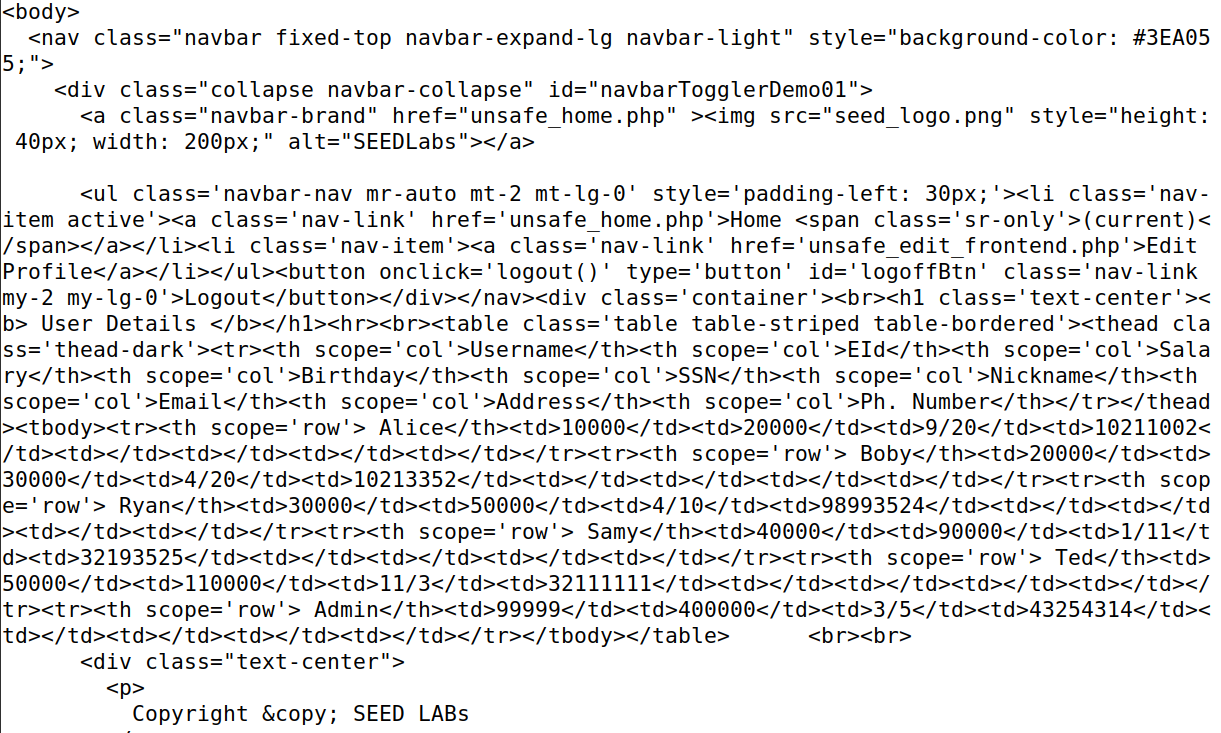 <body>
  <nav class="navbar fixed-top navbar-expand-lg navbar-light" style="background-color: #3EA05
5;">
    <div class="collapse navbar-collapse" id="navbarTogglerDemo01">
      <a class="navbar-brand" href="unsafe_home.php" ><img src="seed_logo.png" style="height:
 40px; width: 200px;" alt="SEEDLabs"></a>

      <ul class='navbar-nav mr-auto mt-2 mt-lg-0' style='padding-left: 30px;'><li class='nav-
item active'><a class='nav-link' href='unsafe_home.php'>Home <span class='sr-only'>(current)<
/span></a></li><li class='nav-item'><a class='nav-link' href='unsafe_edit_frontend.php'>Edit
Profile</a></li></ul><button onclick='logout()' type='button' id='logoffBtn' class='nav-link
my-2 my-lg-0'>Logout</button></div></nav><div class='container'><br><h1 class='text-center'><
b> User Details </b></h1><hr><br><table class='table table-striped table-bordered'><thead cla
ss='thead-dark'><tr><th scope='col'>Username</th><th scope='col'>EId</th><th scope='col'>Sala
ry</th><th scope='col'>Birthday</th><th scope='col'>SSN</th><th scope='col'>Nickname</th><th
scope='col'>Email</th><th scope='col'>Address</th><th scope='col'>Ph. Number</th></tr></thead
><tbody><tr><th scope='row'> Alice</th><td>10000</td><td>20000</td><td>9/20</td><td>10211002<
/td><td></td><td></td><td></td><td></td></tr><tr><th scope='row'> Boby</th><td>20000</td><td>
30000</td><td>4/20</td><td>10213352</td><td></td><td></td><td></td><td></td></tr><tr><th scop
e='row'> Ryan</th><td>30000</td><td>50000</td><td>4/10</td><td>98993524</td><td></td><td></td
><td></td><td></td></tr><tr><th scope='row'> Samy</th><td>40000</td><td>90000</td><td>1/11</t
d><td>32193525</td><td></td><td></td><td></td><td></td></tr><tr><th scope='row'> Ted</th><td>
50000</td><td>110000</td><td>11/3</td><td>32111111</td><td></td><td></td><td></td><td></td></
tr><tr><th scope='row'> Admin</th><td>99999</td><td>400000</td><td>3/5</td><td>43254314</td><
td></td><td></td><td></td><td></td></tr></tbody></table>      <br><br>
      <div class="text-center">
        <p>
          Copyright &copy; SEED LABs